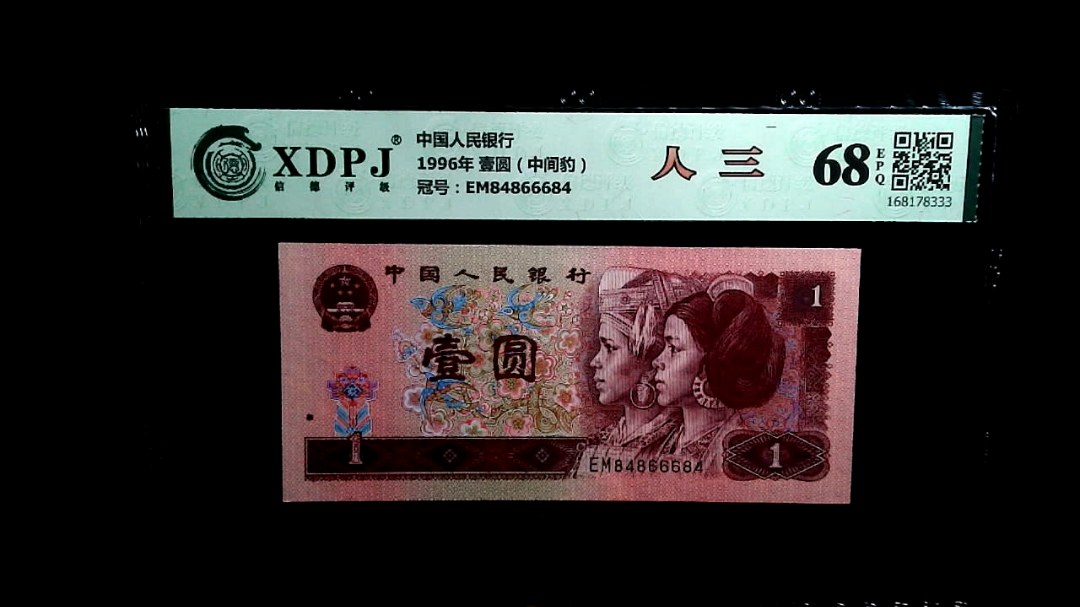 XDPJ®
信德评级
中国人民银行
1996年 壹圆（中间豹）
冠号：EM84866684
人三
68
EPQ
168178333
中国人民银行
1
壹圆
1
EM84866684
1